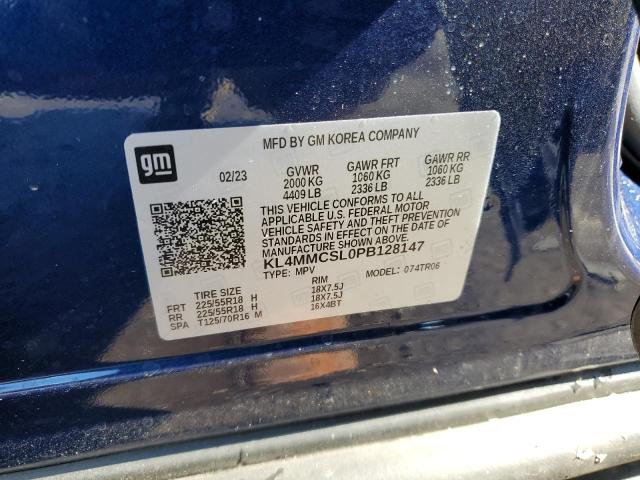 MFD BY GM KOREA COMPANY
gm
02/23
GVWR GAWR FRT GAWR RR
2000 KG 1060 KG 1060 KG
4409 LB 2336 LB 2336 LB
THIS VEHICLE CONFORMS TO ALL
APPLICABLE U.S. FEDERAL MOTOR
VEHICLE SAFETY AND THEFT PREVENTION
STANDARDS IN EFFECT ON THE DATE OF
MANUFACTURE SHOWN ABOVE.
KL4MMCSL0PB128147
TYPE: MPV MODEL: 074TR06
TIRE SIZE RIM
FRT 225/55R18 H 18X7.5J
RR 225/55R18 H 18X7.5J
SPA T125/70R16 M 16X4BT